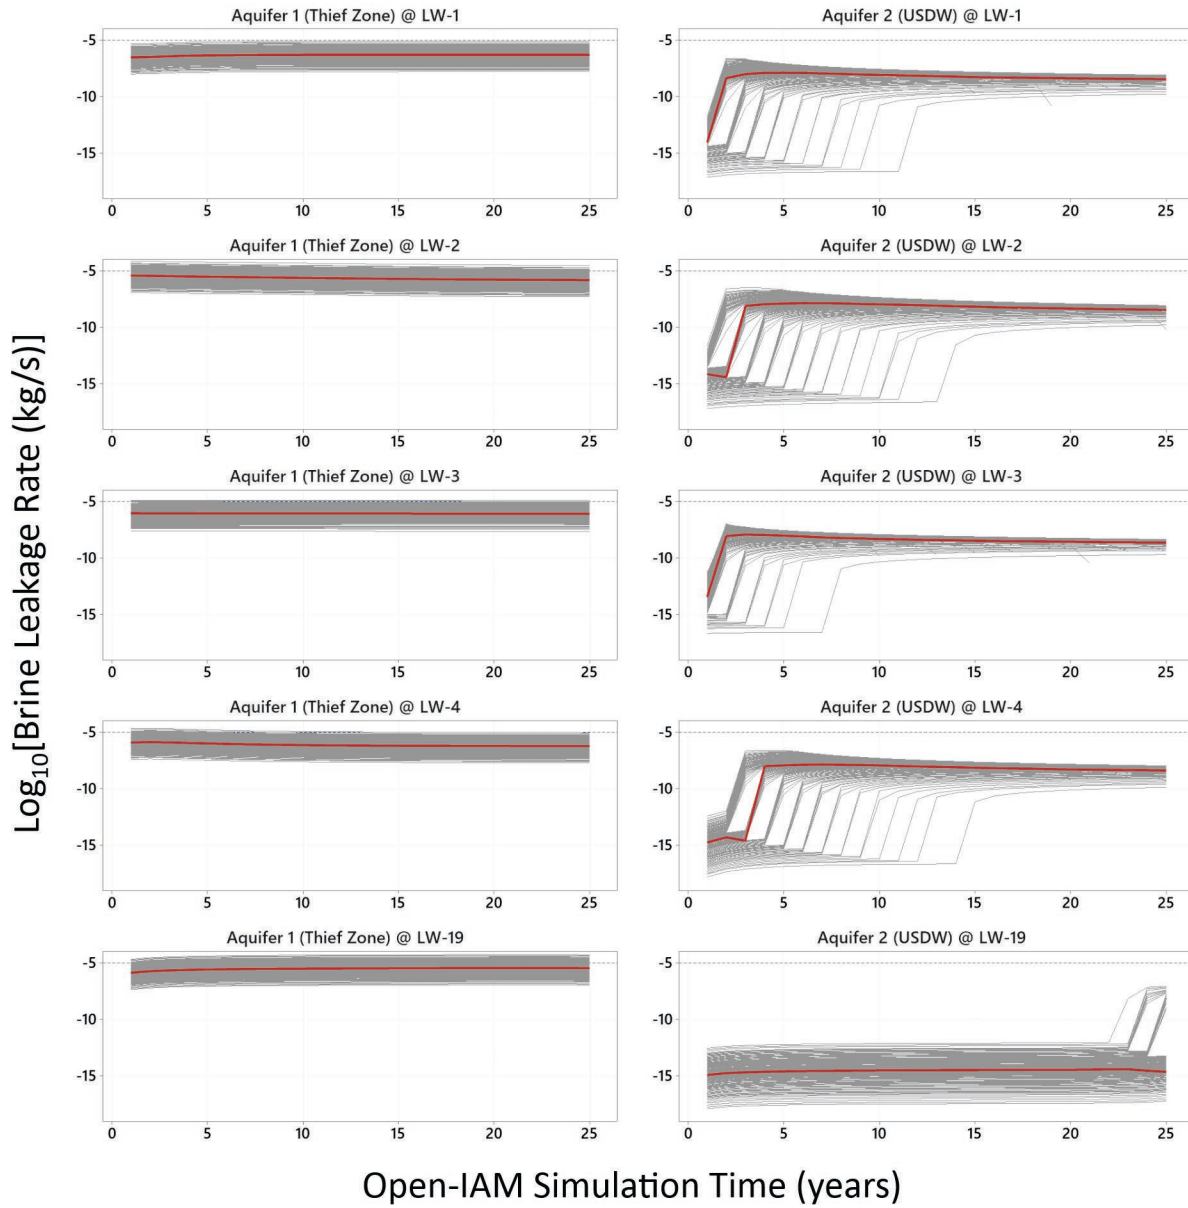 Aquifer 1 (Thief Zone) @ LW-1
-5
-10
-15
0 5 10 15 20 25
Aquifer 2 (USDW) @ LW-1
-5
-10
-15
0 5 10 15 20 25
Aquifer 1 (Thief Zone) @ LW-2
-5
-10
-15
0 5 10 15 20 25
Aquifer 2 (USDW) @ LW-2
-5
-10
-15
0 5 10 15 20 25
Aquifer 1 (Thief Zone) @ LW-3
-5
-10
-15
0 5 10 15 20 25
Aquifer 2 (USDW) @ LW-3
-5
-10
-15
0 5 10 15 20 25
Aquifer 1 (Thief Zone) @ LW-4
-5
-10
-15
0 5 10 15 20 25
Aquifer 2 (USDW) @ LW-4
-5
-10
-15
0 5 10 15 20 25
Aquifer 1 (Thief Zone) @ LW-19
-5
-10
-15
0 5 10 15 20 25
Aquifer 2 (USDW) @ LW-19
-5
-10
-15
0 5 10 15 20 25
Log₁₀[Brine Leakage Rate (kg/s)]
Open-IAM Simulation Time (years)